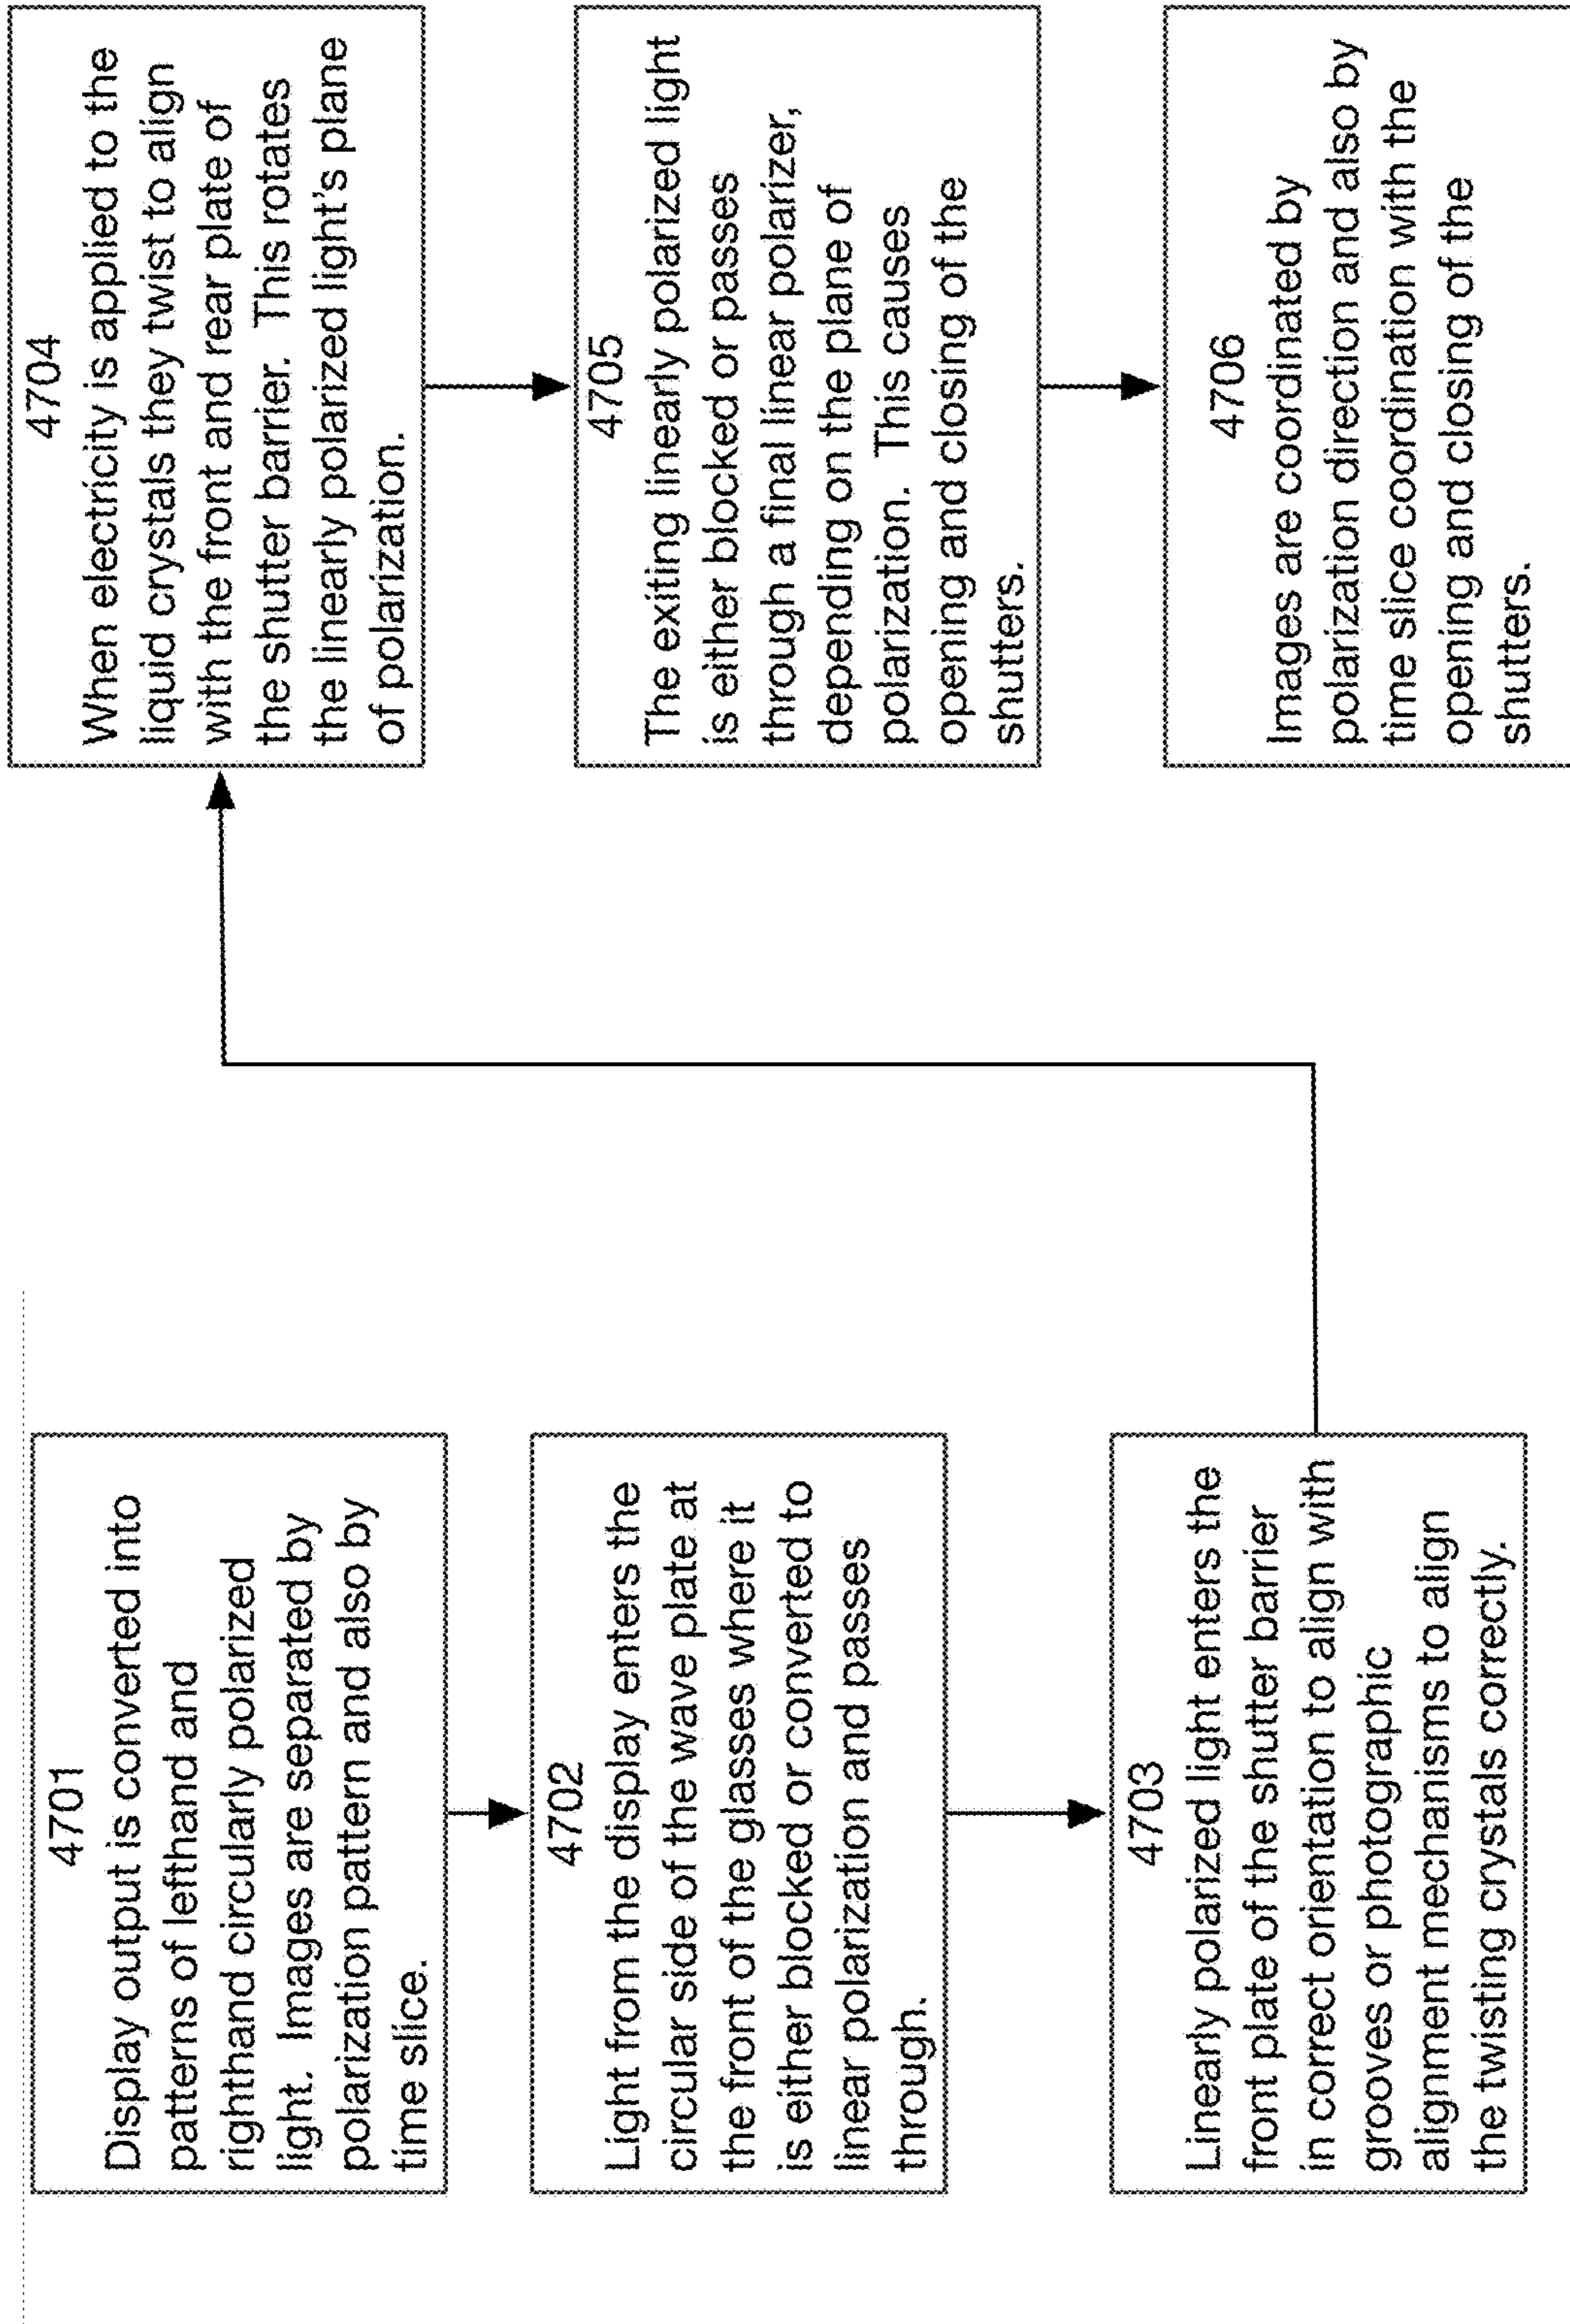 4701
Display output is converted into
patterns of lefthand and
righthand circularly polarized
light. Images are separated by
polarization pattern and also by
time slice.
4702
Light from the display enters the
circular side of the wave plate at
the front of the glasses where it
is either blocked or converted to
linear polarization and passes
through.
4703
Linearly polarized light enters the
front plate of the shutter barrier
in correct orientation to align with
grooves or photographic
alignment mechanisms to align
the twisting crystals correctly.
4704
When electricity is applied to the
liquid crystals they twist to align
with the front and rear plate of
the shutter barrier. This rotates
the linearly polarized light's plane
of polarization.
4705
The exiting linearly polarized light
is either blocked or passes
through a final linear polarizer,
depending on the plane of
polarization. This causes
opening and closing of the
shutters.
4706
Images are coordinated by
polarization direction and also by
time slice coordination with the
opening and closing of the
shutters.